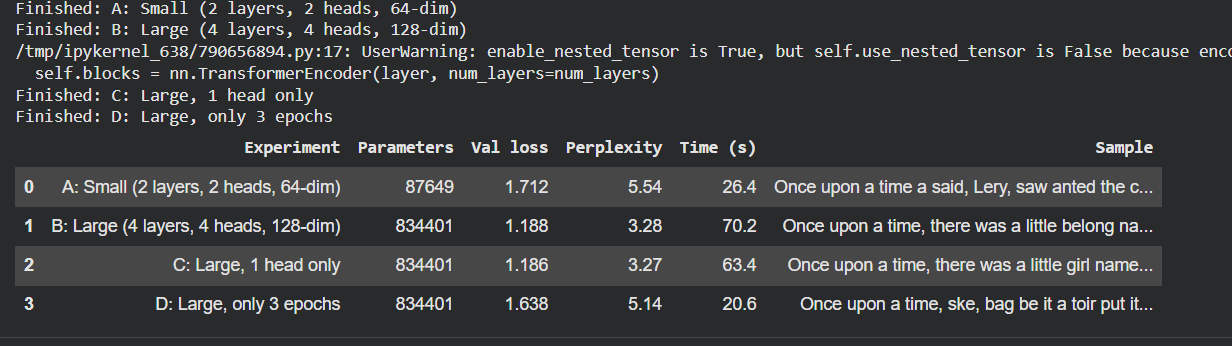 Finished: A: Small (2 layers, 2 heads, 64-dim)
Finished: B: Large (4 layers, 4 heads, 128-dim)
/tmp/ipykernel_638/790656894.py:17: UserWarning: enable_nested_tensor is True, but self.use_nested_tensor is False because enco
self.blocks = nn.TransformerEncoder(layer, num_layers=num_layers)
Finished: C: Large, 1 head only
Finished: D: Large, only 3 epochs
Experiment Parameters Val loss Perplexity Time (s) Sample
0 A: Small (2 layers, 2 heads, 64-dim) 87649 1.712 5.54 26.4 Once upon a time a said, Lery, saw anted the c...
1 B: Large (4 layers, 4 heads, 128-dim) 834401 1.188 3.28 70.2 Once upon a time, there was a little belong na...
2 C: Large, 1 head only 834401 1.186 3.27 63.4 Once upon a time, there was a little girl name...
3 D: Large, only 3 epochs 834401 1.638 5.14 20.6 Once upon a time, ske, bag be it a toir put it...